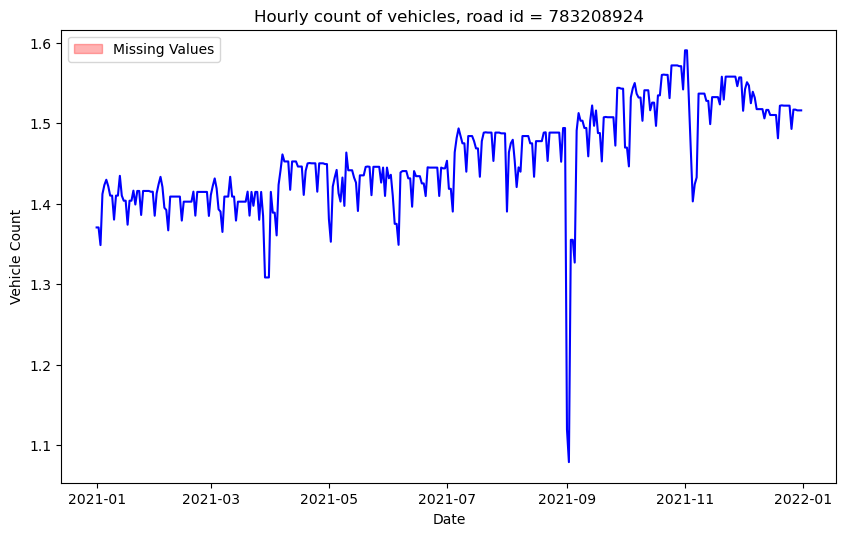 Hourly count of vehicles, road id = 783208924
Missing Values
Vehicle Count
1.6
1.5
1.4
1.3
1.2
1.1
2021-01 2021-03 2021-05 2021-07 2021-09 2021-11 2022-01
Date